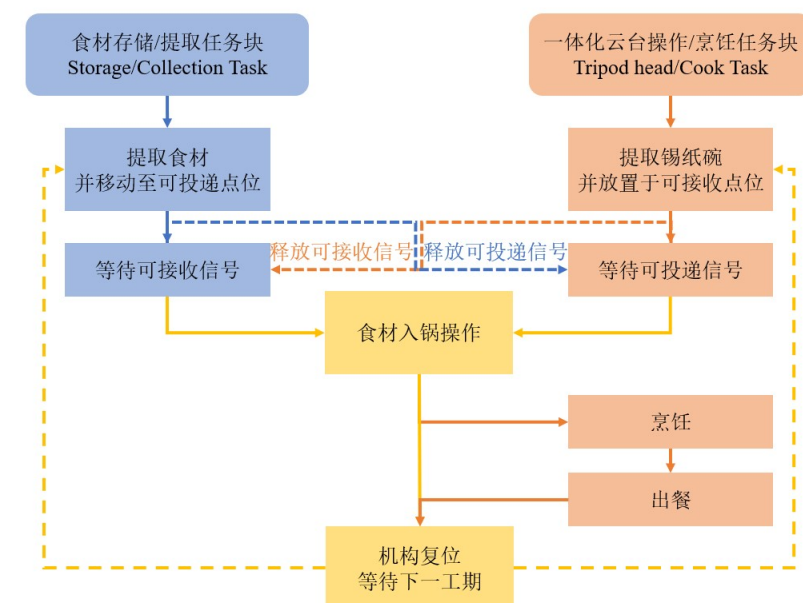 食材存储/提取任务块
Storage/Collection Task
一体化云台操作/烹饪任务块
Tripod head/Cook Task
提取食材
并移动至可投递点位
提取锡纸碗
并放置于可接收点位
释放可接收信号
释放可投递信号
等待可接收信号
等待可投递信号
食材入锅操作
烹饪
出餐
机构复位
等待下一工期